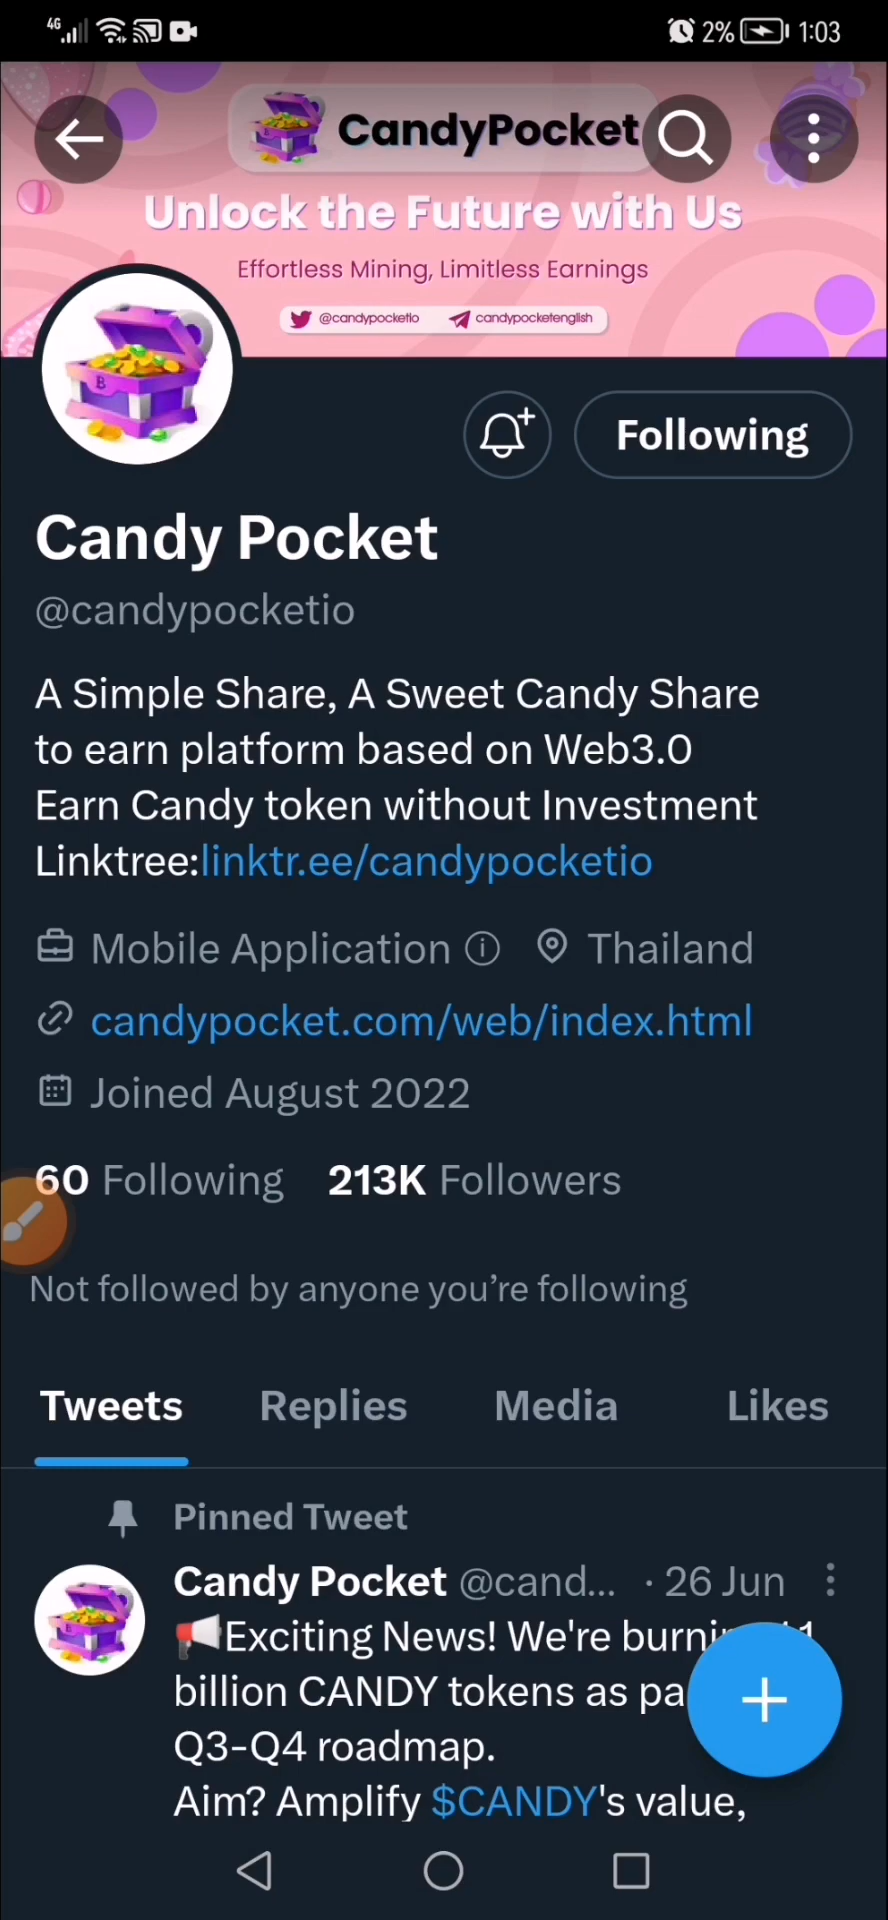 4G 2% 1:03
CandyPocket
Unlock the Future with Us
Effortless Mining, Limitless Earnings
@candypocketio candypocketenglish
B
Following
Candy Pocket
@candypocketio
A Simple Share, A Sweet Candy Share
to earn platform based on Web3.0
Earn Candy token without Investment
Linktree:linktr.ee/candypocketio
Mobile Application Thailand
candypocket.com/web/index.html
Joined August 2022
60 Following 213K Followers
Not followed by anyone you’re following
Tweets Replies Media Likes
Pinned Tweet
Candy Pocket @cand... · 26 Jun
Exciting News! We're
billion CANDY tokens as
Q3-Q4 roadmap.
Aim? Amplify $CANDY's value,